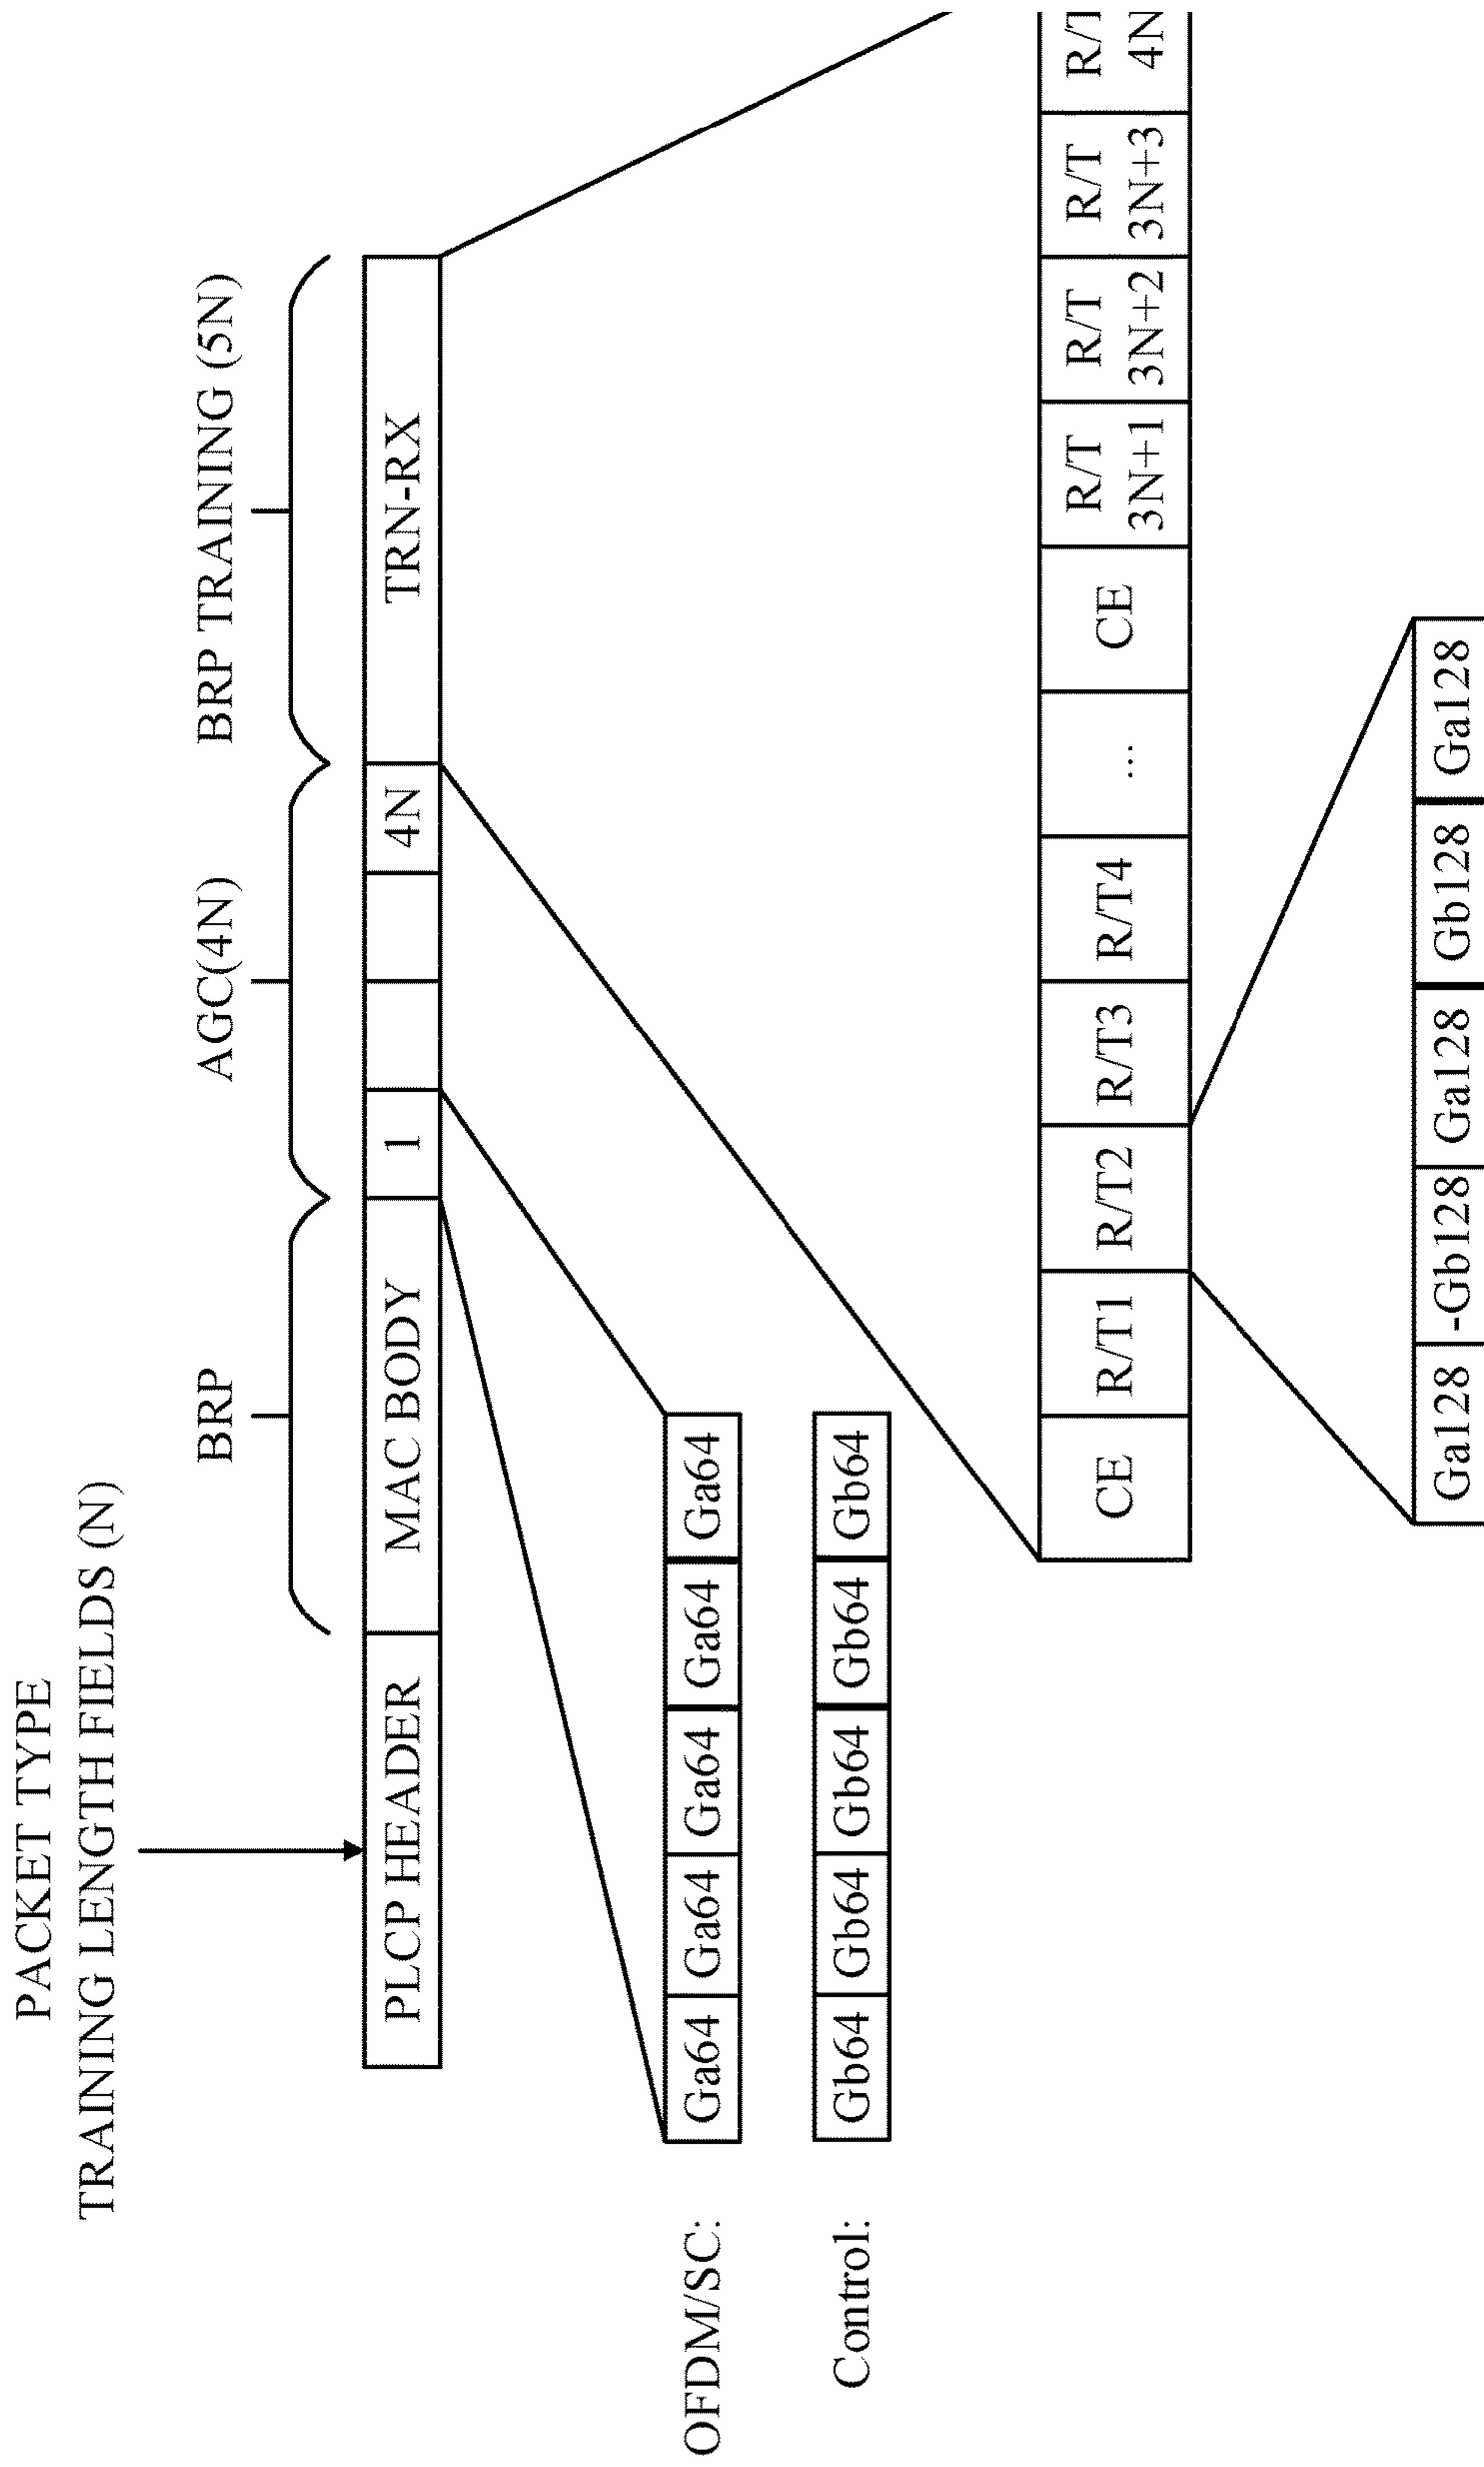 PACKET TYPE
TRAINING LENGTH FIELDS (N)
BRP
AGC(4N)
BRP TRAINING (5N)
PLCP HEADER
MAC BODY
1
4N
TRN-RX
OFDM/SC:
Ga64
Ga64
Ga64
Ga64
Ga64
Control:
Gb64
Gb64
Gb64
Gb64
Gb64
CE
R/T1
R/T2
R/T3
R/T4
...
CE
R/T
3N+1
R/T
3N+2
R/T
3N+3
R/T
4N
Ga128
-Gb128
Ga128
Gb128
Ga128